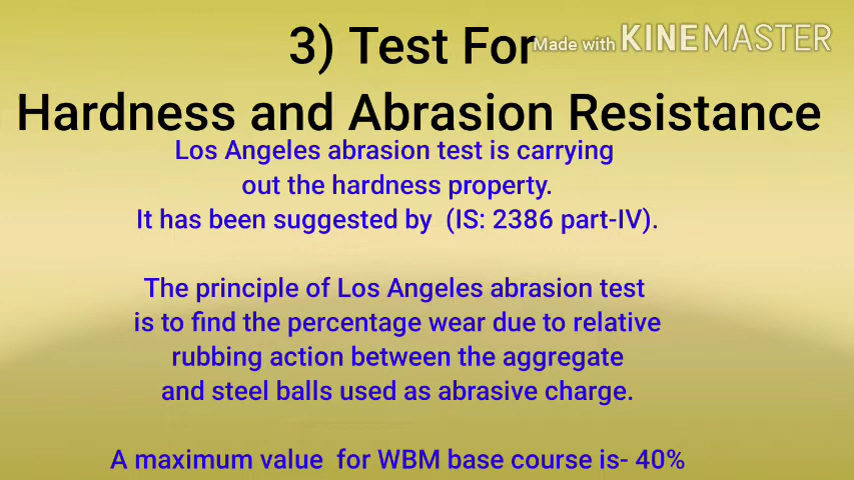 3) Test For
Made with KINEMASTER
Hardness and Abrasion Resistance
Los Angeles abrasion test is carrying
out the hardness property.
It has been suggested by (IS: 2386 part-IV).
The principle of Los Angeles abrasion test
is to find the percentage wear due to relative
rubbing action between the aggregate
and steel balls used as abrasive charge.
A maximum value for WBM base course is- 40%